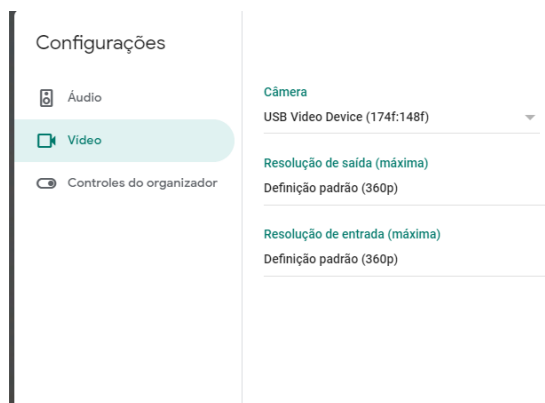 Configurações
Áudio
Vídeo
Controles do organizador
Câmera
USB Video Device (174f:148f)
Resolução de saída (máxima)
Definição padrão (360p)
Resolução de entrada (máxima)
Definição padrão (360p)